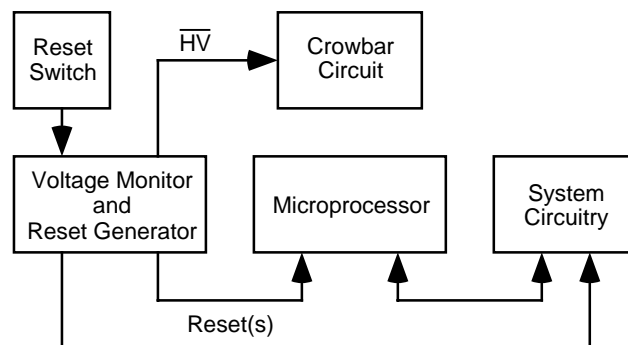 Reset
Switch
HV
Crowbar
Circuit
Voltage Monitor
and
Reset Generator
Microprocessor
System
Circuitry
Reset(s)